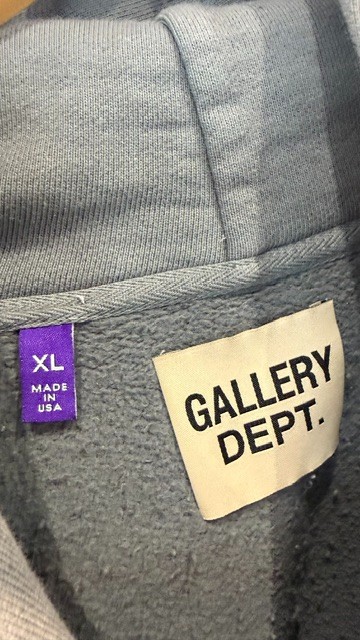 XL
MADE
IN
USA
GALLERY
DEPT.